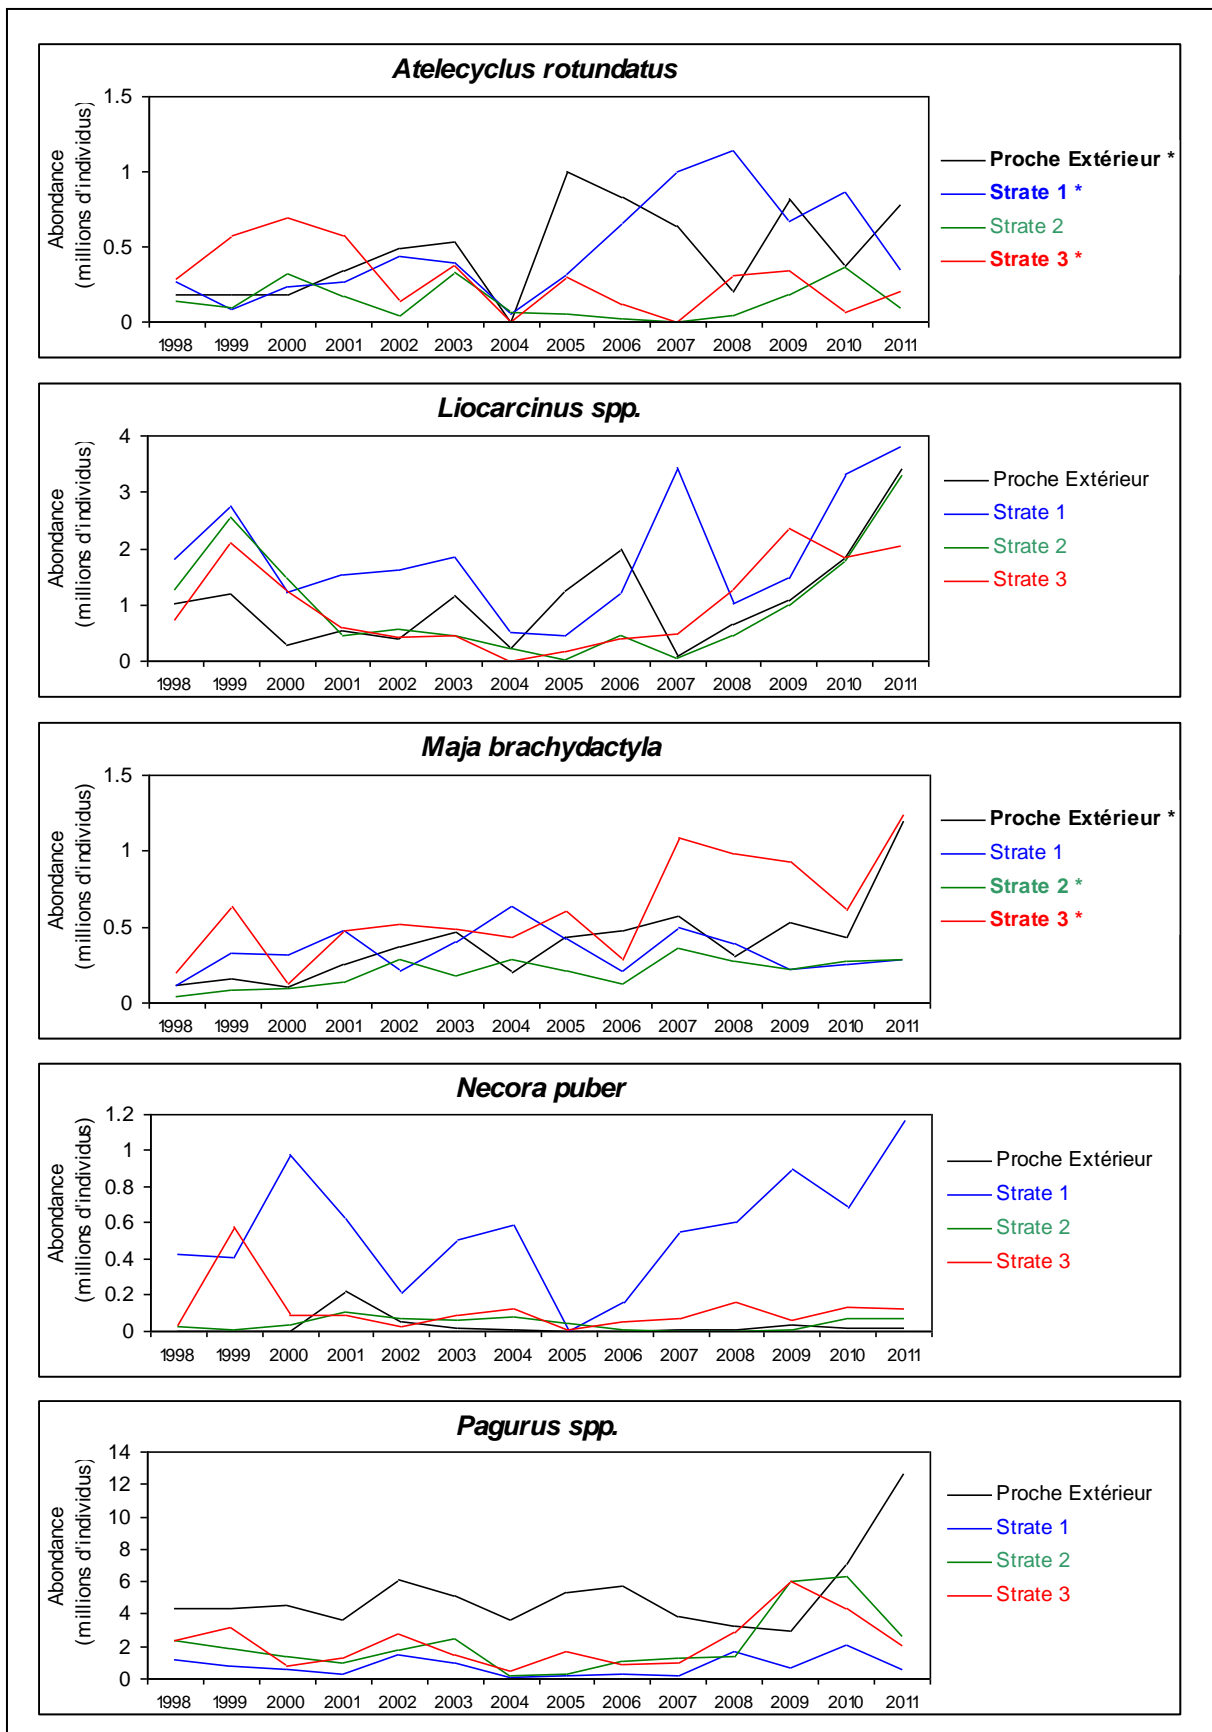 Atelecyclus rotundatus
Abondance
(millions d'individus)
1.5
1
0.5
0
1998 1999 2000 2001 2002 2003 2004 2005 2006 2007 2008 2009 2010 2011
Proche Extérieur *
Strate 1 *
Strate 2
Strate 3 *
Liocarcinus spp.
Abondance
(millions d'individus)
4
3
2
1
0
1998 1999 2000 2001 2002 2003 2004 2005 2006 2007 2008 2009 2010 2011
Proche Extérieur
Strate 1
Strate 2
Strate 3
Maja brachydactyla
Abondance
(millions d'individus)
1.5
1
0.5
0
1998 1999 2000 2001 2002 2003 2004 2005 2006 2007 2008 2009 2010 2011
Proche Extérieur *
Strate 1
Strate 2 *
Strate 3 *
Necora puber
Abondance
(millions d'individus)
1.2
1
0.8
0.6
0.4
0.2
0
1998 1999 2000 2001 2002 2003 2004 2005 2006 2007 2008 2009 2010 2011
Proche Extérieur
Strate 1
Strate 2
Strate 3
Pagurus spp.
Abondance
(millions d'individus)
14
12
10
8
6
4
2
0
1998 1999 2000 2001 2002 2003 2004 2005 2006 2007 2008 2009 2010 2011
Proche Extérieur
Strate 1
Strate 2
Strate 3